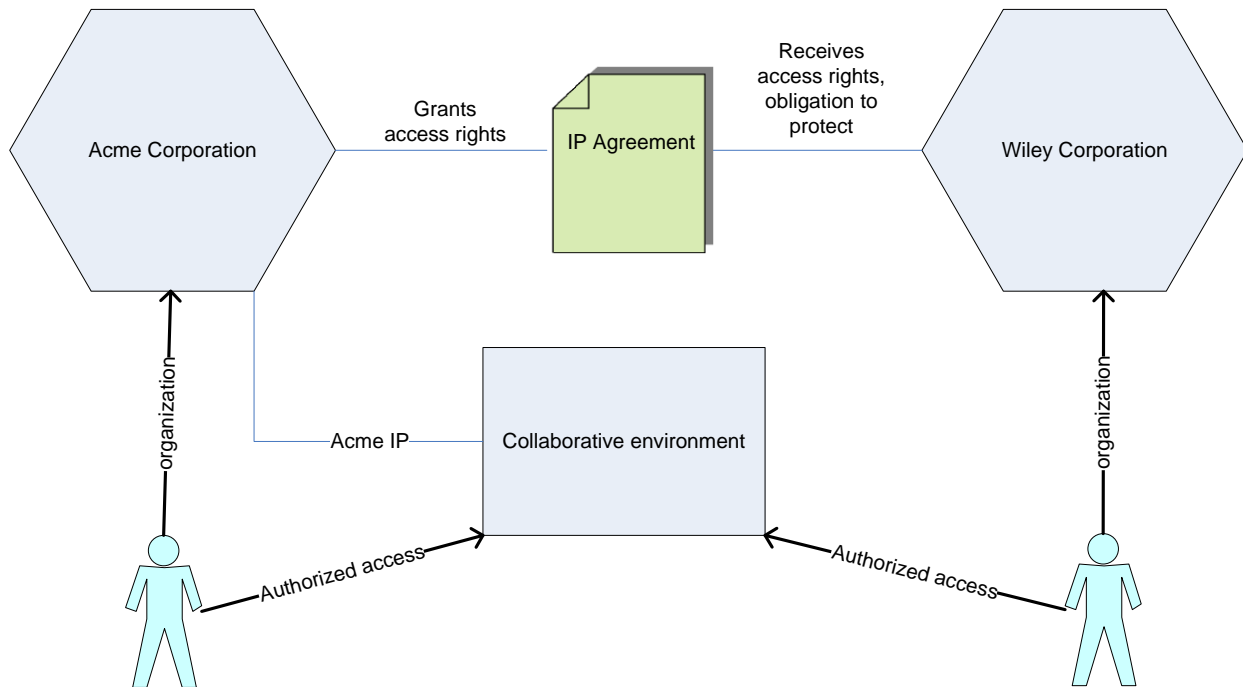 Acme Corporation
Grants
access rights
IP Agreement
Receives
access rights,
obligation to
protect
Wiley Corporation
organization
Acme IP
Collaborative environment
organization
Authorized access
Authorized access